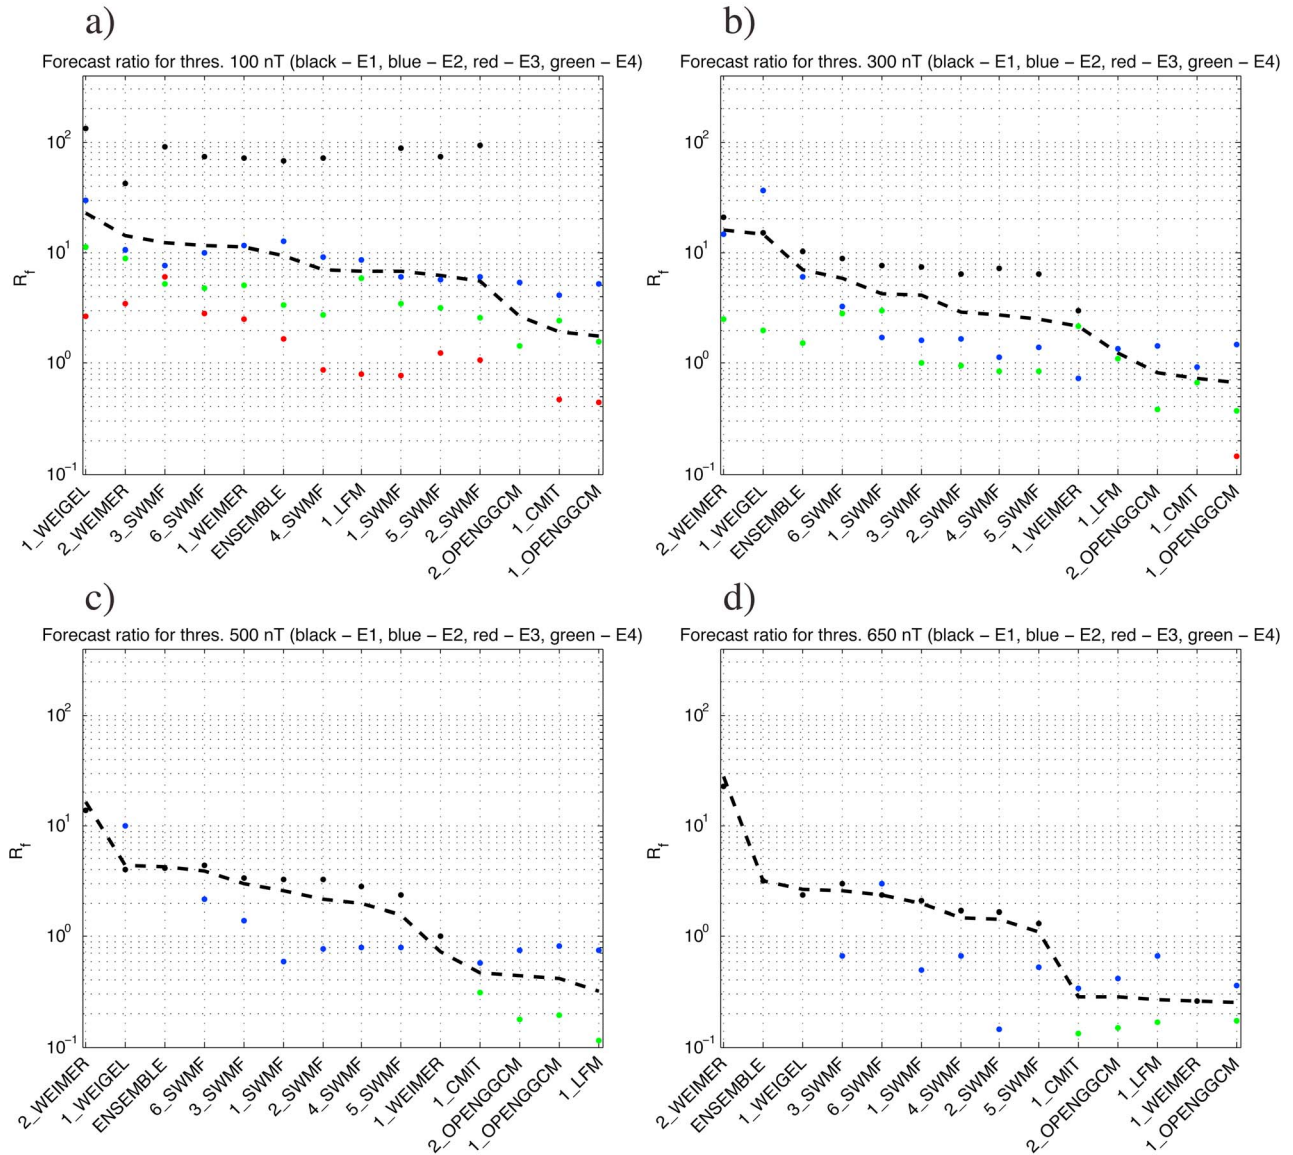 a)
Forecast ratio for thres. 100 nT (black – E1, blue – E2, red – E3, green – E4)
R_f
10^2
10^1
10^0
10^−1
1_WEIGEL
2_WEIMER
3_SWMF
6_SWMF
1_WEIMER
ENSEMBLE
4_SWMF
1_LFM
1_SWMF
5_SWMF
2_SWMF
2_OPENGGCM
1_CMIT
1_OPENGGCM
b)
Forecast ratio for thres. 300 nT (black – E1, blue – E2, red – E3, green – E4)
R_f
10^2
10^1
10^0
10^−1
2_WEIMER
1_WEIGEL
ENSEMBLE
6_SWMF
1_SWMF
3_SWMF
2_SWMF
4_SWMF
5_SWMF
1_WEIMER
1_LFM
2_OPENGGCM
1_CMIT
1_OPENGGCM
c)
Forecast ratio for thres. 500 nT (black – E1, blue – E2, red – E3, green – E4)
R_f
10^2
10^1
10^0
10^−1
2_WEIMER
1_WEIGEL
ENSEMBLE
6_SWMF
3_SWMF
1_SWMF
2_SWMF
4_SWMF
5_SWMF
1_WEIMER
1_CMIT
2_OPENGGCM
1_OPENGGCM
1_LFM
d)
Forecast ratio for thres. 650 nT (black – E1, blue – E2, red – E3, green – E4)
R_f
10^2
10^1
10^0
10^−1
2_WEIMER
ENSEMBLE
1_WEIGEL
3_SWMF
6_SWMF
1_SWMF
4_SWMF
2_SWMF
5_SWMF
1_CMIT
2_OPENGGCM
1_LFM
1_WEIMER
1_OPENGGCM